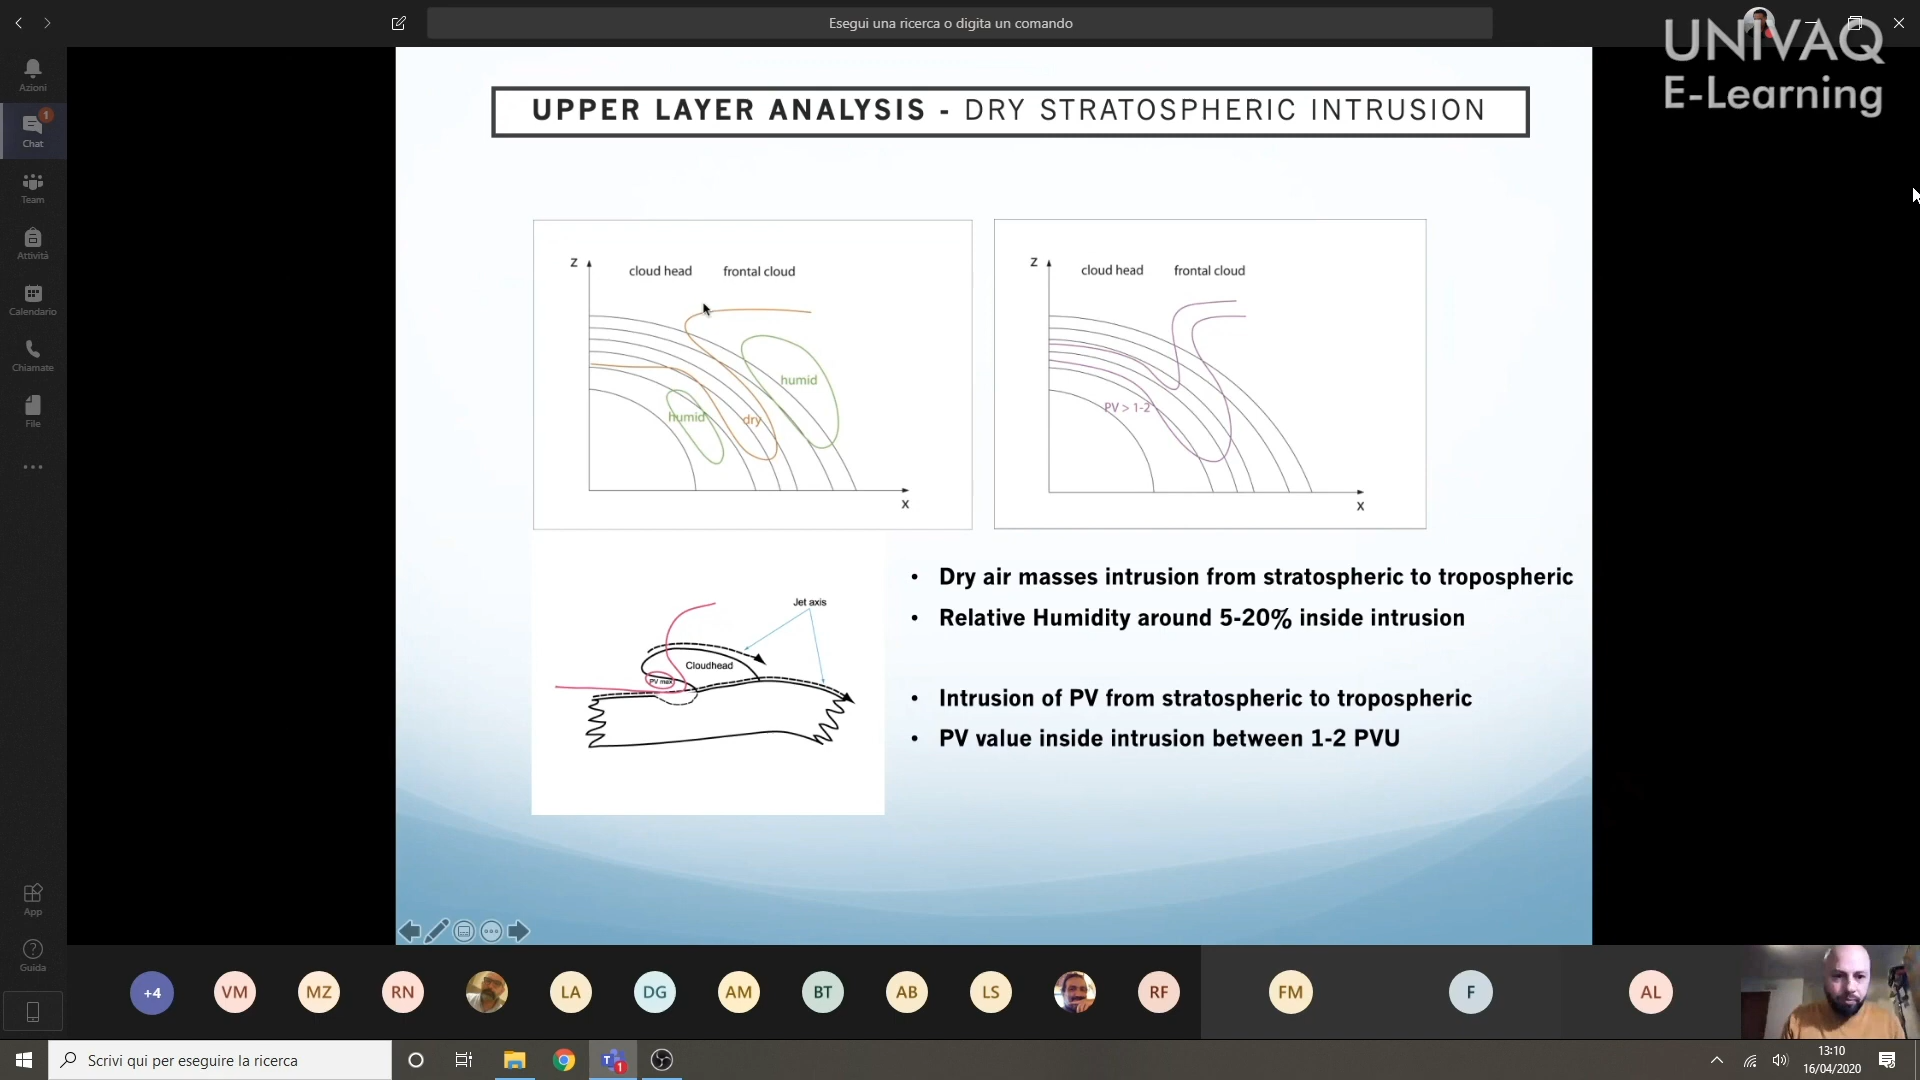 Esegui una ricerca o digita un comando
UNIVAQ
E-Learning
Azioni
1
Chat
Team
Attività
Calendario
Chiamate
File
App
Guida
UPPER LAYER ANALYSIS - DRY STRATOSPHERIC INTRUSION
z
cloud head frontal cloud
humid
humid
dry
x
z
cloud head frontal cloud
PV > 1-2
x
Jet axis
Cloudhead
PV max
• Dry air masses intrusion from stratospheric to tropospheric
• Relative Humidity around 5-20% inside intrusion
• Intrusion of PV from stratospheric to tropospheric
• PV value inside intrusion between 1-2 PVU
+4 VM MZ RN LA DG AM BT AB LS RF FM F AL
Scrivi qui per eseguire la ricerca
T 1
13:10
16/04/2020